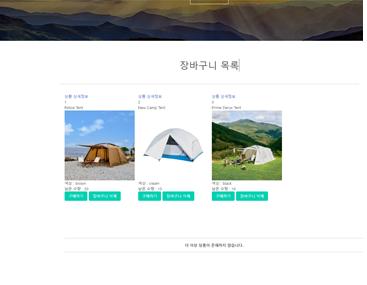 장바구니 목록
상품 상세정보
1
Police Tent
색상 : brown
남은 수량 : 20
구매하기 장바구니 삭제
상품 상세정보
2
New Camp Tent
색상 : cream
남은 수량 : 15
구매하기 장바구니 삭제
상품 상세정보
3
Prime Darye Tent
색상 : black
남은 수량 : 10
구매하기 장바구니 삭제
더 이상 상품이 존재하지 않습니다.